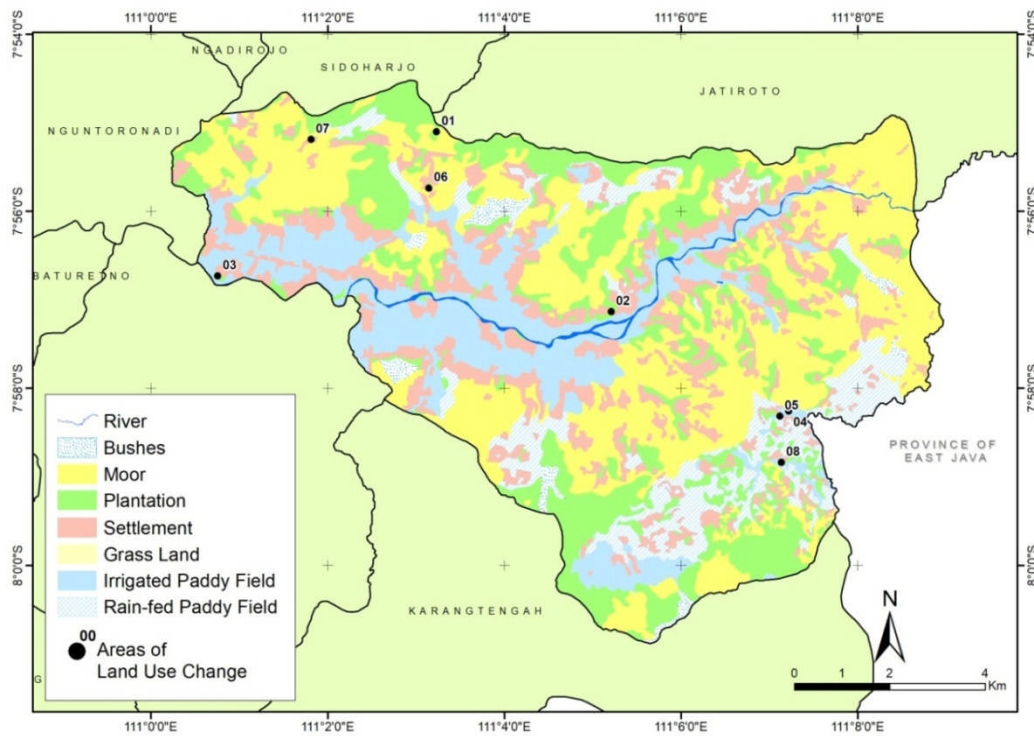 111°0'0"E 111°2'0"E 111°4'0"E 111°6'0"E 111°8'0"E
7°54'0"S 7°54'0"S
NGADIROJO
SIDOHARJO
JATIROTO
NGUNTORONADI
07
01
06
7°56'0"S 7°56'0"S
BATURETNO
03
02
7°58'0"S 7°58'0"S
05
04
PROVINCE OF
EAST JAVA
08
River
Bushes
Moor
Plantation
Settlement
Grass Land
Irrigated Paddy Field
Rain-fed Paddy Field
00
Areas of
Land Use Change
8°0'0"S 8°0'0"S
KARANGTENGAH
G
N
0 1 2 4
Km
111°0'0"E 111°2'0"E 111°4'0"E 111°6'0"E 111°8'0"E